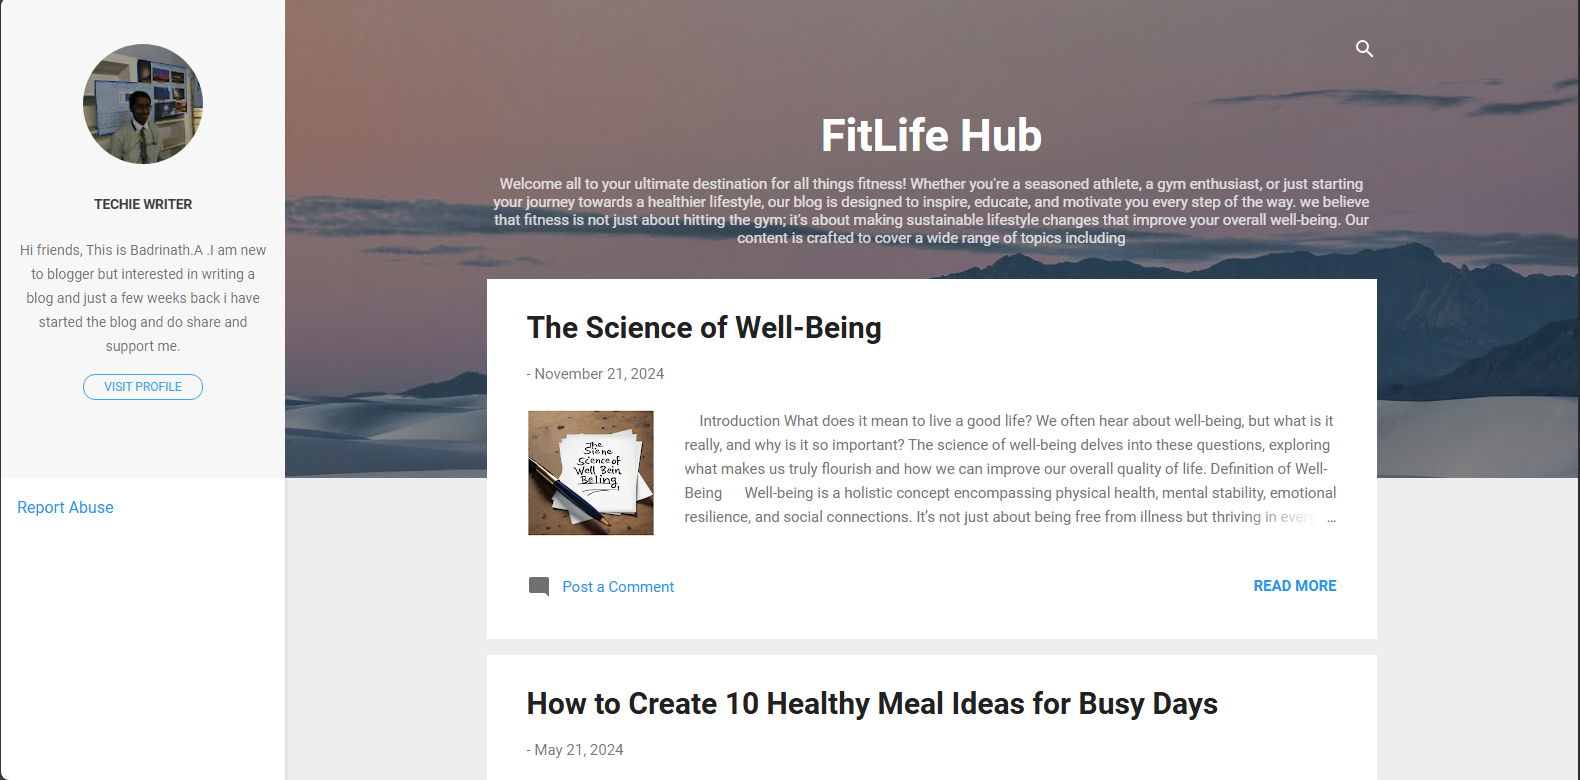 TECHIE WRITER
Hi friends, This is Badrinath.A .I am new
to blogger but interested in writing a
blog and just a few weeks back i have
started the blog and do share and
support me.
VISIT PROFILE
Report Abuse
FitLife Hub
Welcome all to your ultimate destination for all things fitness! Whether you're a seasoned athlete, a gym enthusiast, or just starting
your journey towards a healthier lifestyle, our blog is designed to inspire, educate, and motivate you every step of the way. we believe
that fitness is not just about hitting the gym; it's about making sustainable lifestyle changes that improve your overall well-being. Our
content is crafted to cover a wide range of topics including
The Science of Well-Being
- November 21, 2024
The
Siene
Science of
Well Bein
Beling,
Introduction What does it mean to live a good life? We often hear about well-being, but what is it
really, and why is it so important? The science of well-being delves into these questions, exploring
what makes us truly flourish and how we can improve our overall quality of life. Definition of Well-
Being Well-being is a holistic concept encompassing physical health, mental stability, emotional
resilience, and social connections. It’s not just about being free from illness but thriving in every ...
Post a Comment
READ MORE
How to Create 10 Healthy Meal Ideas for Busy Days
- May 21, 2024